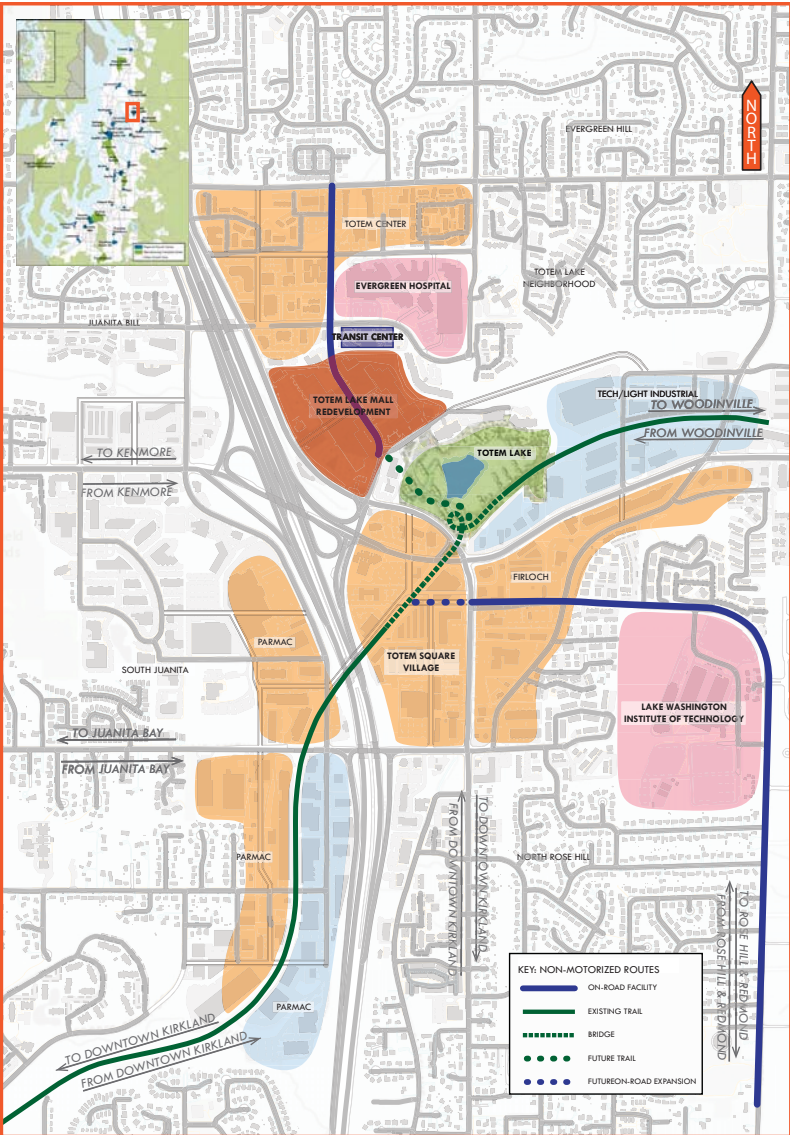 NORTH
EVERGREEN HILL
TOTEM CENTER
EVERGREEN HOSPITAL
TOTEM LAKE
NEIGHBORHOOD
JUANITA BILL
TRANSIT CENTER
TOTEM LAKE MALL
REDEVELOPMENT
TECH/LIGHT INDUSTRIAL
TO WOODINVILLE
FROM WOODINVILLE
TO KENMORE
FROM KENMORE
TOTEM LAKE
FIRLOCH
PARMAC
TOTEM SQUARE
VILLAGE
SOUTH JUANITA
LAKE WASHINGTON
INSTITUTE OF TECHNOLOGY
TO JUANITA BAY
FROM JUANITA BAY
PARMAC
NORTH ROSE HILL
TO DOWNTOWN KIRKLAND
FROM DOWNTOWN KIRKLAND
TO ROSE HILL & REDMOND
FROM ROSE HILL & REDMOND
PARMAC
TO DOWNTOWN KIRKLAND
FROM DOWNTOWN KIRKLAND
KEY: NON-MOTORIZED ROUTES
ON-ROAD FACILITY
EXISTING TRAIL
BRIDGE
FUTURE TRAIL
FUTUREON-ROAD EXPANSION